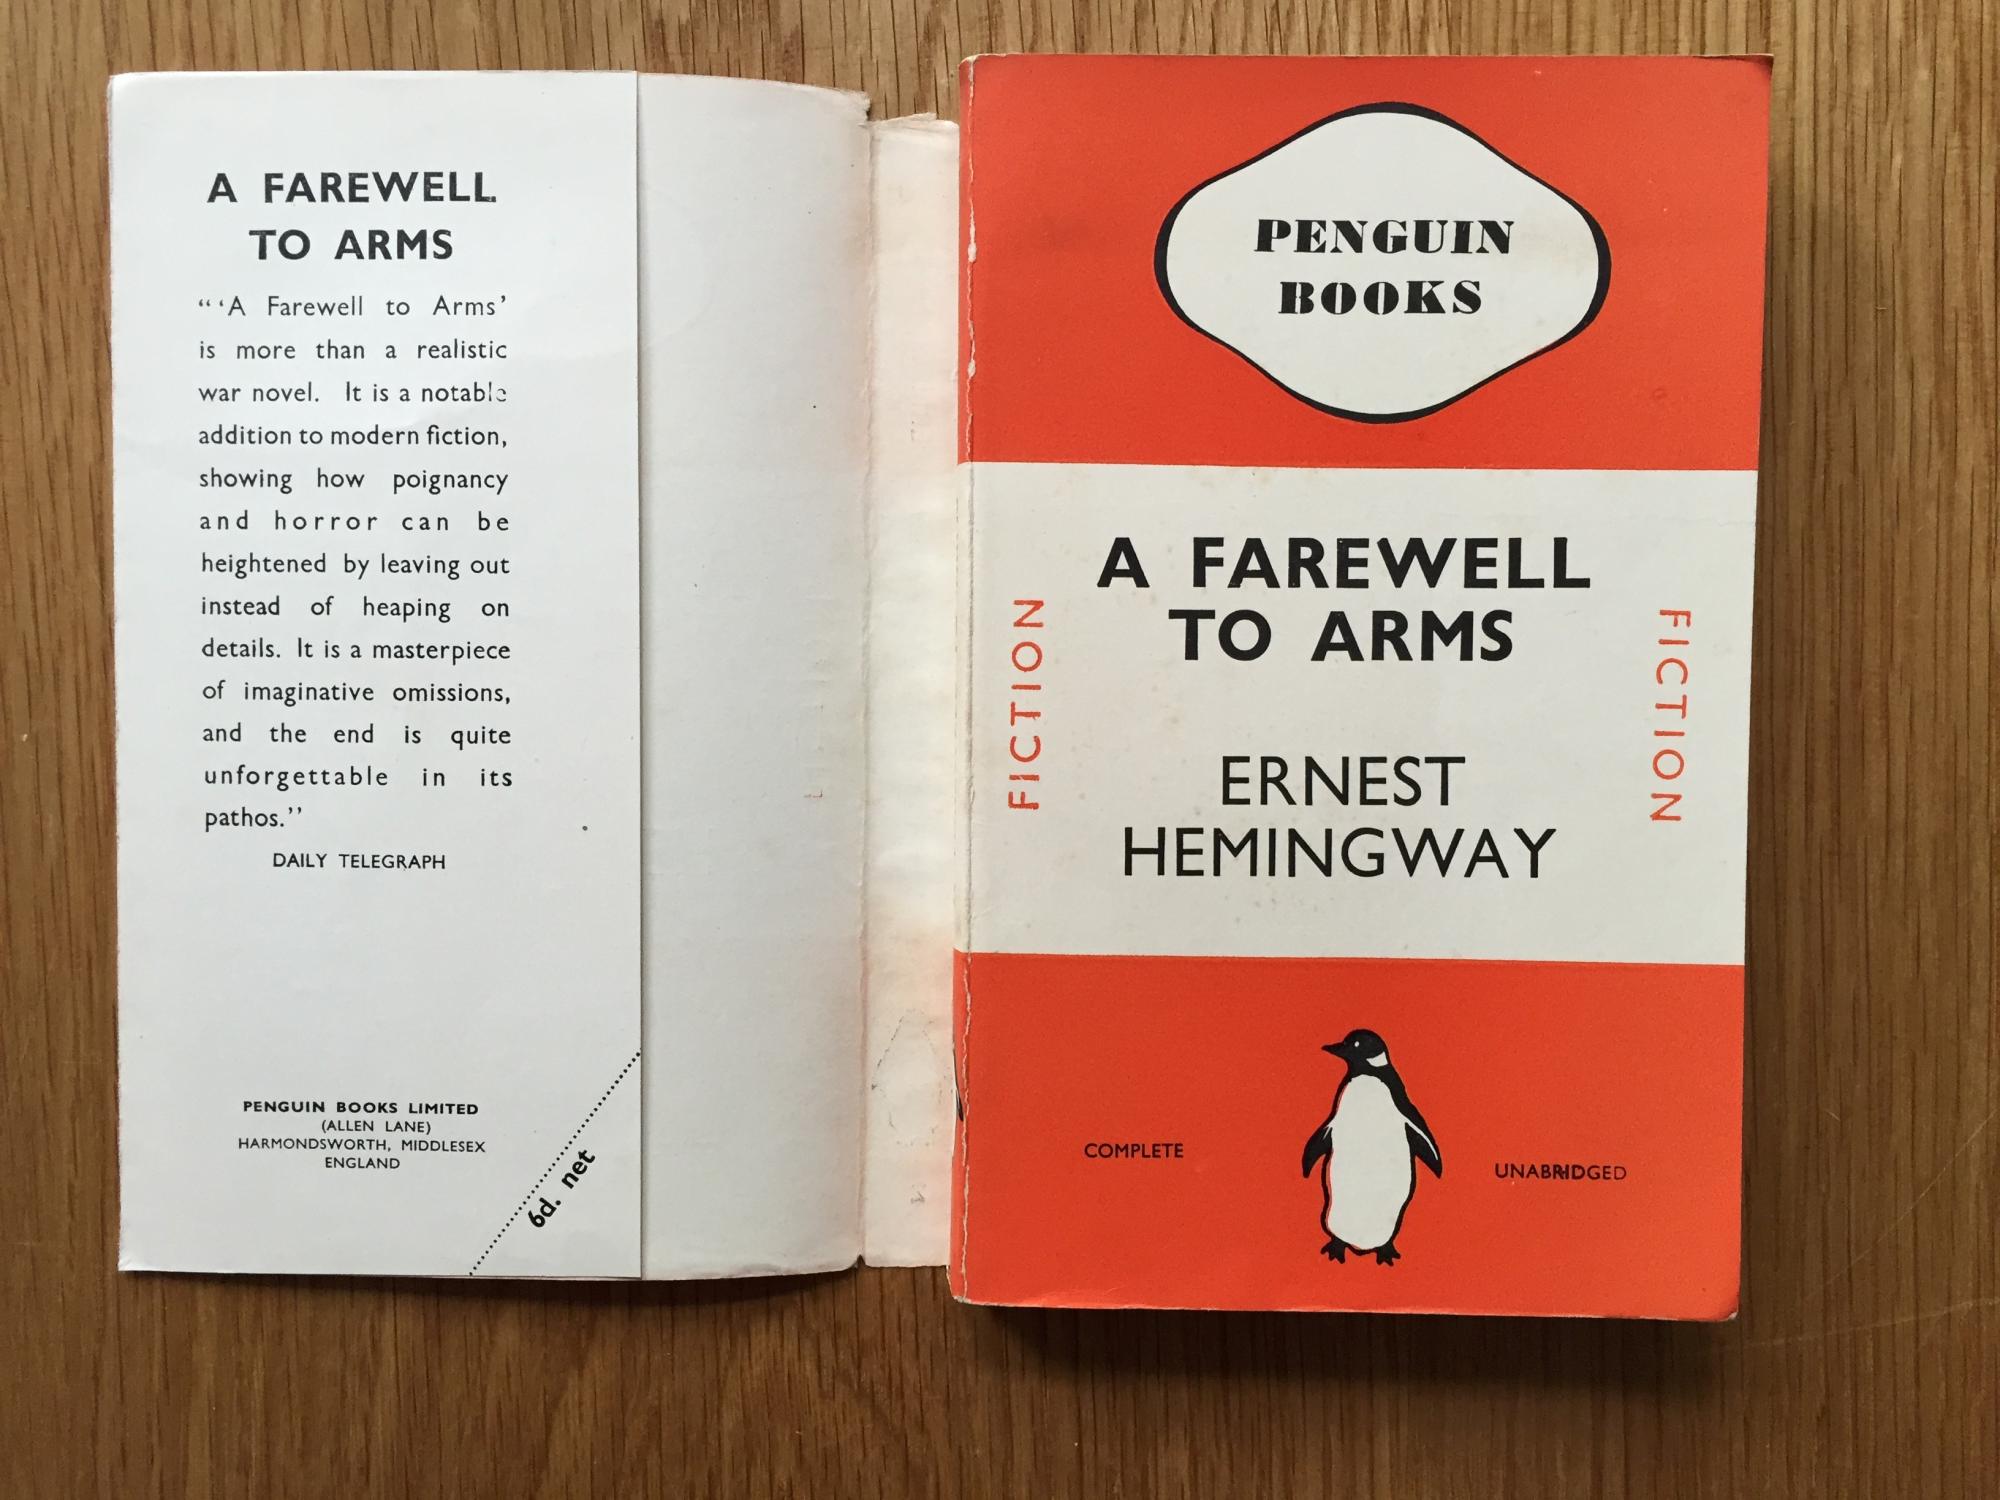 A FAREWELL
TO ARMS
“ ‘A Farewell to Arms’
is more than a realistic
war novel. It is a notable
addition to modern fiction,
showing how poignancy
and horror can be
heightened by leaving out
instead of heaping on
details. It is a masterpiece
of imaginative omissions,
and the end is quite
unforgettable in its
pathos.’’
DAILY TELEGRAPH
PENGUIN BOOKS LIMITED
(ALLEN LANE)
HARMONDSWORTH, MIDDLESEX
ENGLAND
6d. net
PENGUIN
BOOKS
FICTION
A FAREWELL
TO ARMS
ERNEST
HEMINGWAY
FICTION
COMPLETE
UNABRIDGED